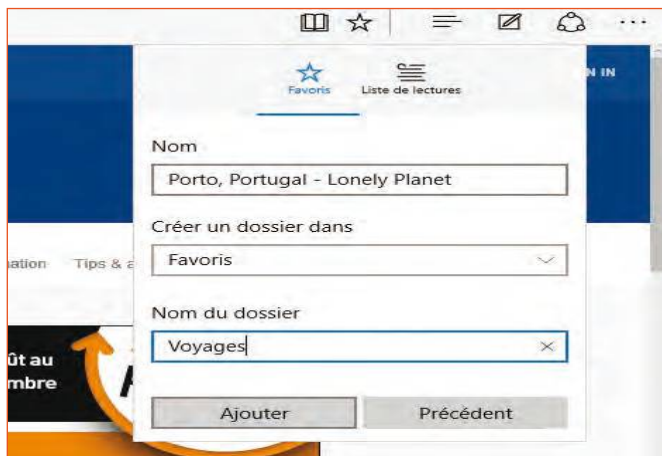 N IN
Favoris Liste de lectures
Nom
Porto, Portugal - Lonely Planet
Créer un dossier dans
Favoris
ation Tips & a
Nom du dossier
Voyages
ût au
mbre
Ajouter Précédent